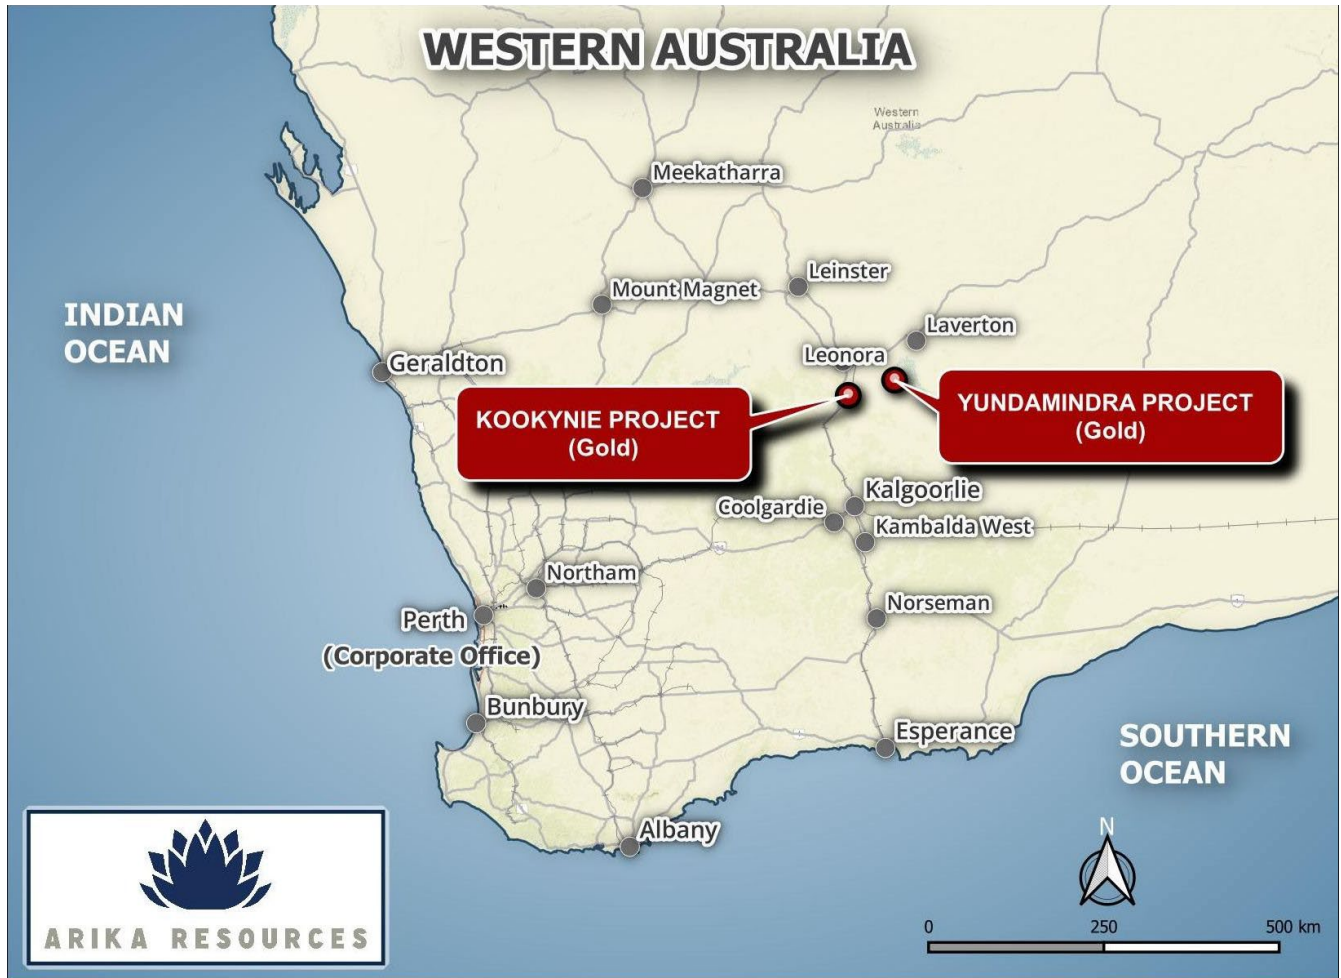 WESTERN AUSTRALIA
Western
Australia
Meekatharra
Leinster
Mount Magnet
INDIAN
OCEAN
Laverton
Leonora
Geraldton
KOOKYNIE PROJECT
(Gold)
YUNDAMINDRA PROJECT
(Gold)
Kalgoorlie
Coolgardie
Kambalda West
Northam
Norseman
Perth
(Corporate Office)
Bunbury
Esperance
SOUTHERN
OCEAN
Albany
N
ARIKA RESOURCES
0 250 500 km